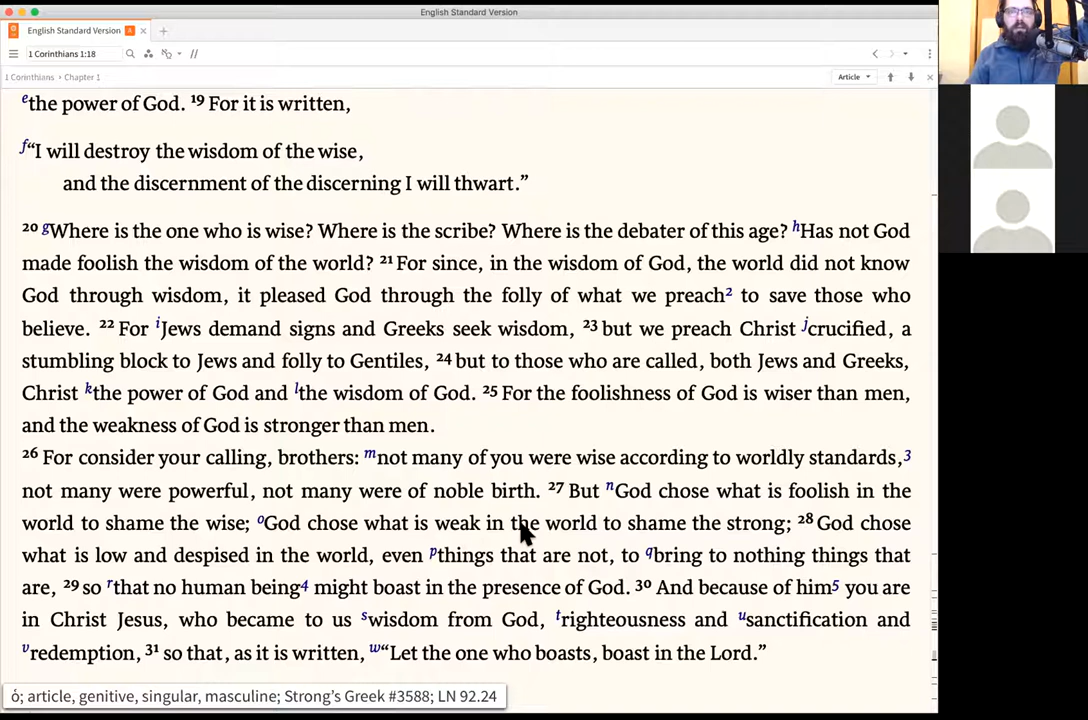 English Standard Version
English Standard Version A
1 Corinthians 1:18
1 Corinthians › Chapter 1
Article
ᵉthe power of God. ¹⁹ For it is written,
ᶠ“I will destroy the wisdom of the wise,
and the discernment of the discerning I will thwart.”
²⁰ ᵍWhere is the one who is wise? Where is the scribe? Where is the debater of this age? ʰHas not God
made foolish the wisdom of the world? ²¹ For since, in the wisdom of God, the world did not know
God through wisdom, it pleased God through the folly of what we preach² to save those who
believe. ²² For ⁱJews demand signs and Greeks seek wisdom, ²³ but we preach Christ ʲcrucified, a
stumbling block to Jews and folly to Gentiles, ²⁴ but to those who are called, both Jews and Greeks,
Christ ᵏthe power of God and ˡthe wisdom of God. ²⁵ For the foolishness of God is wiser than men,
and the weakness of God is stronger than men.
²⁶ For consider your calling, brothers: ᵐnot many of you were wise according to worldly standards,³
not many were powerful, not many were of noble birth. ²⁷ But ⁿGod chose what is foolish in the
world to shame the wise; ᵒGod chose what is weak in the world to shame the strong; ²⁸ God chose
what is low and despised in the world, even ᵖthings that are not, to qbring to nothing things that
are, ²⁹ so ʳthat no human being⁴ might boast in the presence of God. ³⁰ And because of him⁵ you are
in Christ Jesus, who became to us ˢwisdom from God, ᵗrighteousness and ᵘsanctification and
ᵛredemption, ³¹ so that, as it is written, ʷ“Let the one who boasts, boast in the Lord.”
ὁ; article, genitive, singular, masculine; Strong’s Greek #3588; LN 92.24